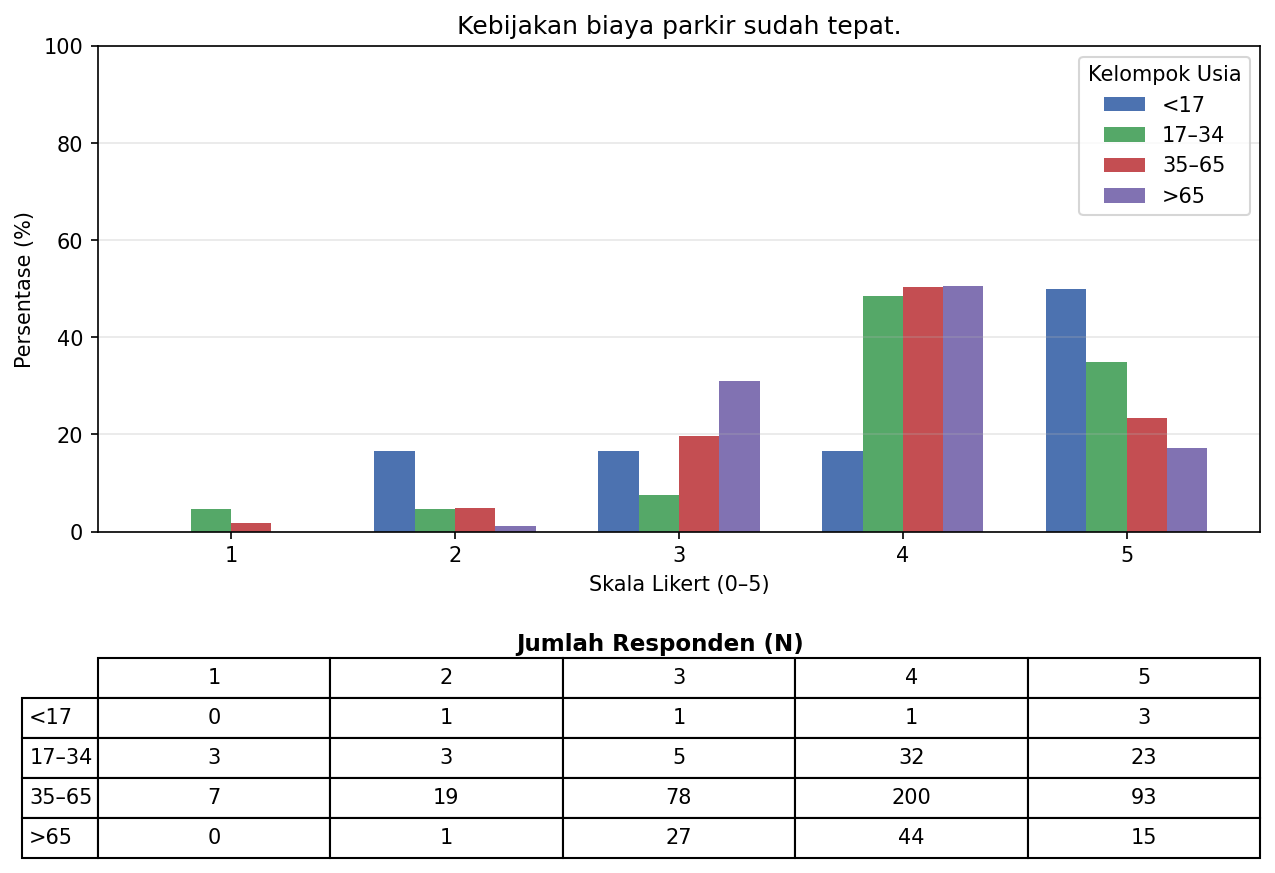 Kebijakan biaya parkir sudah tepat.
100
80
60
40
20
0
Persentase (%)
Kelompok Usia
<17
17–34
35–65
>65
1 2 3 4 5
Skala Likert (0–5)
Jumlah Responden (N)
1 2 3 4 5
<17 0 1 1 1 3
17–34 3 3 5 32 23
35–65 7 19 78 200 93
>65 0 1 27 44 15